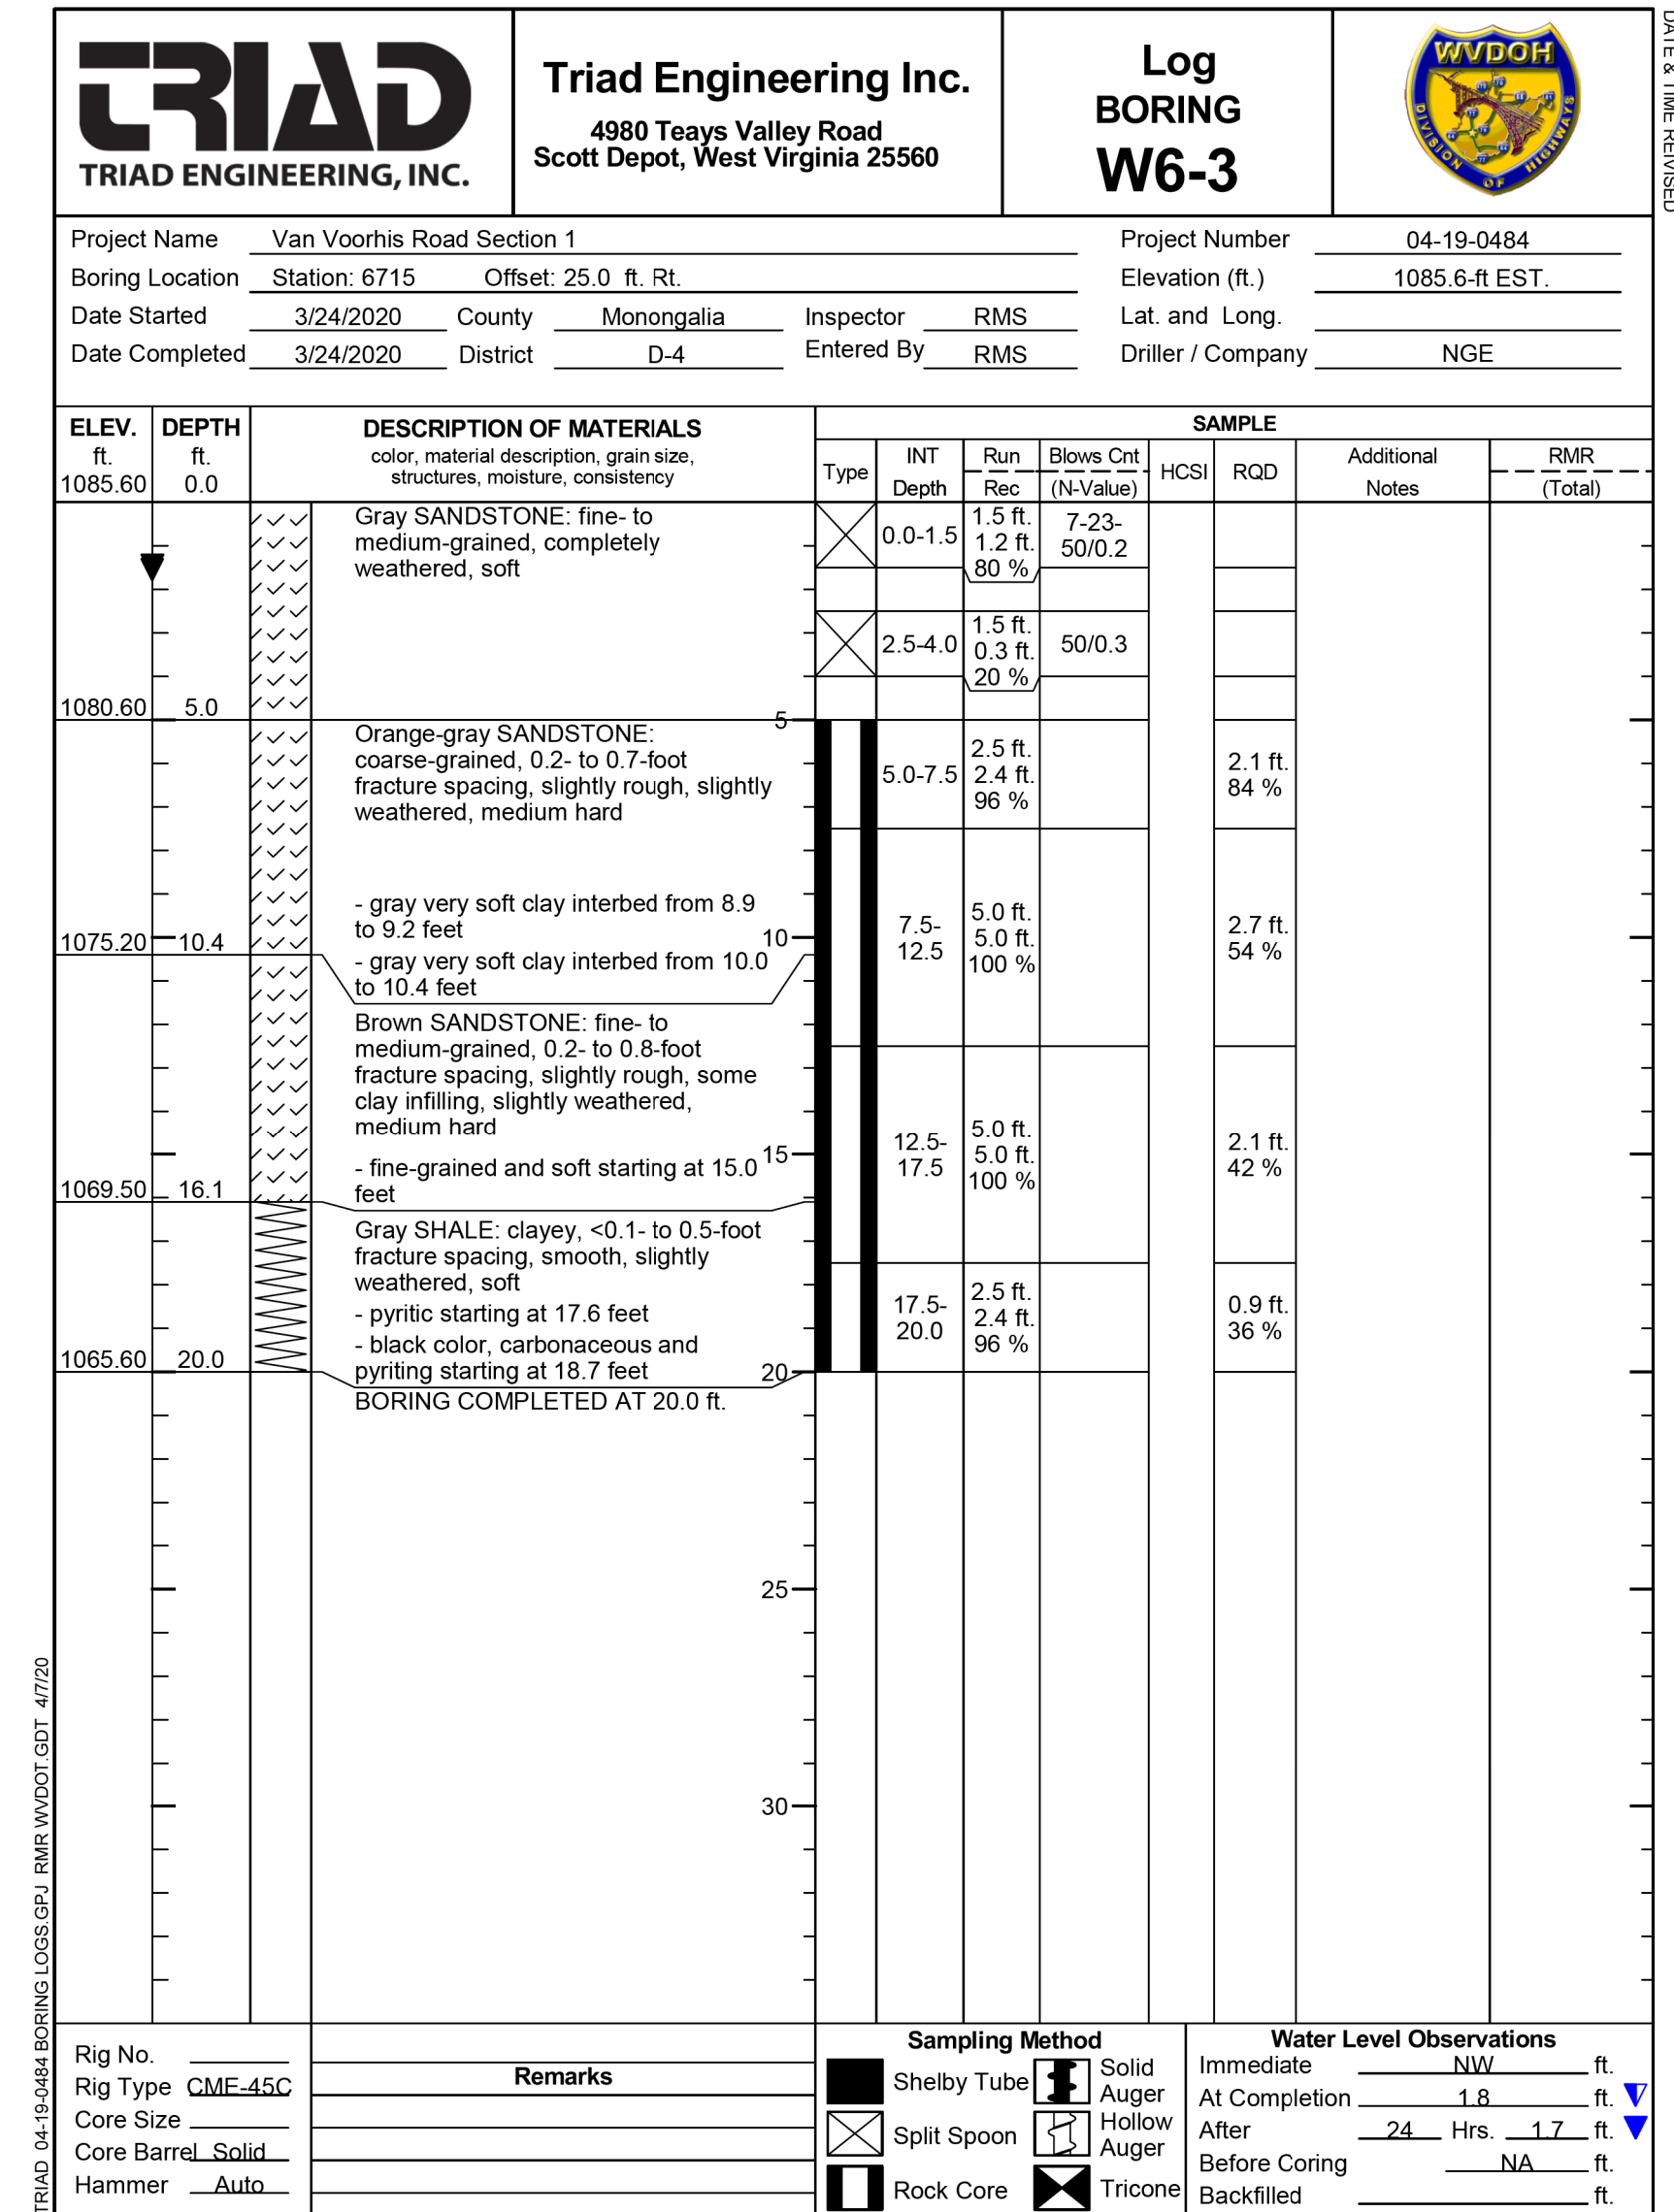 TRIAD
TRIAD ENGINEERING, INC.
Triad Engineering Inc.
4980 Teays Valley Road
Scott Depot, West Virginia 25560
Log
BORING
W6-3
WVDOH
DIVISION OF HIGHWAYS
DATE & TIME REIVISED
Project Name Van Voorhis Road Section 1 Project Number 04-19-0484
Boring Location Station: 6715 Offset: 25.0 ft. Rt. Elevation (ft.) 1085.6-ft EST.
Date Started 3/24/2020 County Monongalia Inspector RMS Lat. and Long.
Date Completed 3/24/2020 District D-4 Entered By RMS Driller / Company NGE
ELEV. DEPTH DESCRIPTION OF MATERIALS SAMPLE
ft. ft. color, material description, grain size,
structures, moisture, consistency
1085.60 0.0
Type INT Depth Run Rec Blows Cnt (N-Value) HCSI RQD Additional Notes RMR (Total)
Gray SANDSTONE: fine- to
medium-grained, completely
weathered, soft
0.0-1.5 1.5 ft. 1.2 ft. 80 % 7-23-50/0.2
2.5-4.0 1.5 ft. 0.3 ft. 20 % 50/0.3
1080.60 5.0
5
Orange-gray SANDSTONE:
coarse-grained, 0.2- to 0.7-foot
fracture spacing, slightly rough, slightly
weathered, medium hard
5.0-7.5 2.5 ft. 2.4 ft. 96 % 2.1 ft. 84 %
- gray very soft clay interbed from 8.9
to 9.2 feet
1075.20 10.4
10
- gray very soft clay interbed from 10.0
to 10.4 feet
7.5-12.5 5.0 ft. 5.0 ft. 100 % 2.7 ft. 54 %
Brown SANDSTONE: fine- to
medium-grained, 0.2- to 0.8-foot
fracture spacing, slightly rough, some
clay infilling, slightly weathered,
medium hard
15
- fine-grained and soft starting at 15.0
feet
12.5-17.5 5.0 ft. 5.0 ft. 100 % 2.1 ft. 42 %
1069.50 16.1
Gray SHALE: clayey, <0.1- to 0.5-foot
fracture spacing, smooth, slightly
weathered, soft
- pyritic starting at 17.6 feet
- black color, carbonaceous and
pyriting starting at 18.7 feet
17.5-20.0 2.5 ft. 2.4 ft. 96 % 0.9 ft. 36 %
1065.60 20.0
20
BORING COMPLETED AT 20.0 ft.
25
30
TRIAD 04-19-0484 BORING LOGS.GPJ RMR WVDOT.GDT 4/7/20
Rig No.
Rig Type CME-45C
Core Size
Core Barrel Solid
Hammer Auto
Remarks
Sampling Method
Shelby Tube Solid Auger
Split Spoon Hollow Auger
Rock Core Tricone
Water Level Observations
Immediate NW ft.
At Completion 1.8 ft.
After 24 Hrs. 1.7 ft.
Before Coring NA ft.
Backfilled ft.